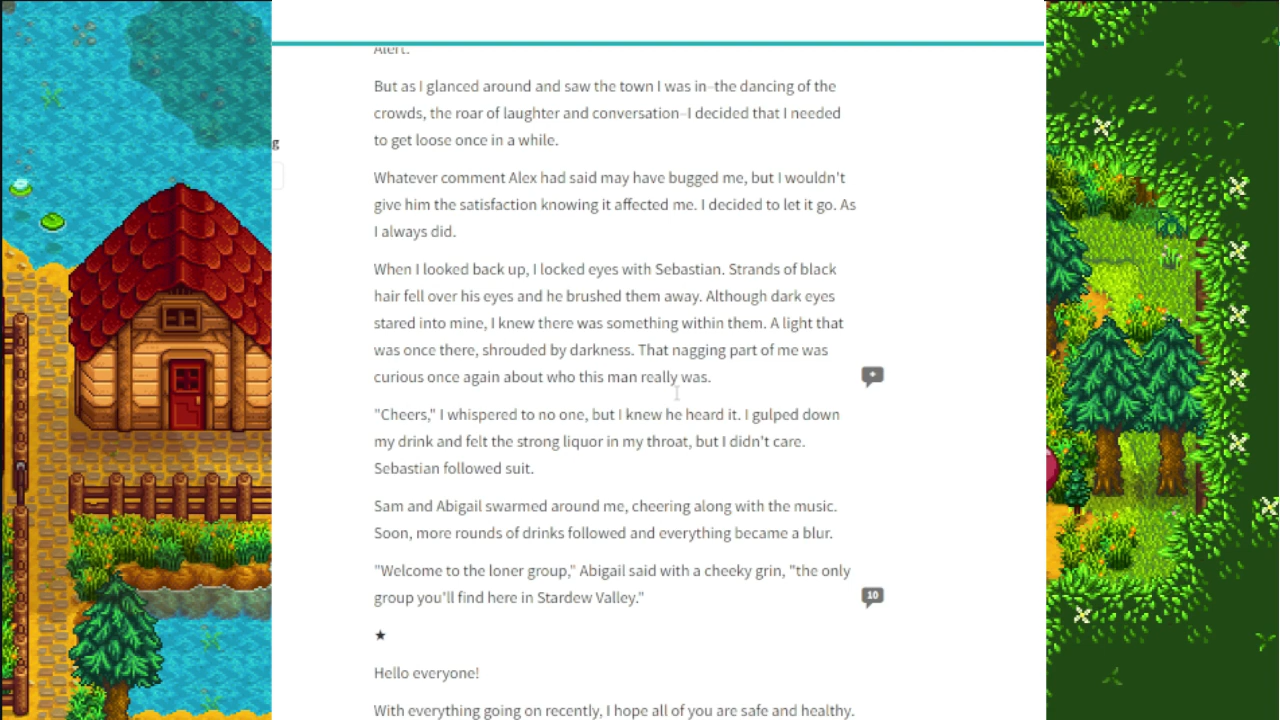 Alert.
But as I glanced around and saw the town I was in–the dancing of the
crowds, the roar of laughter and conversation–I decided that I needed
to get loose once in a while.
Whatever comment Alex had said may have bugged me, but I wouldn't
give him the satisfaction knowing it affected me. I decided to let it go. As
I always did.
When I looked back up, I locked eyes with Sebastian. Strands of black
hair fell over his eyes and he brushed them away. Although dark eyes
stared into mine, I knew there was something within them. A light that
was once there, shrouded by darkness. That nagging part of me was
curious once again about who this man really was.
+
"Cheers," I whispered to no one, but I knew he heard it. I gulped down
my drink and felt the strong liquor in my throat, but I didn't care.
Sebastian followed suit.
Sam and Abigail swarmed around me, cheering along with the music.
Soon, more rounds of drinks followed and everything became a blur.
"Welcome to the loner group," Abigail said with a cheeky grin, "the only
group you'll find here in Stardew Valley."
10
★
Hello everyone!
With everything going on recently, I hope all of you are safe and healthy.